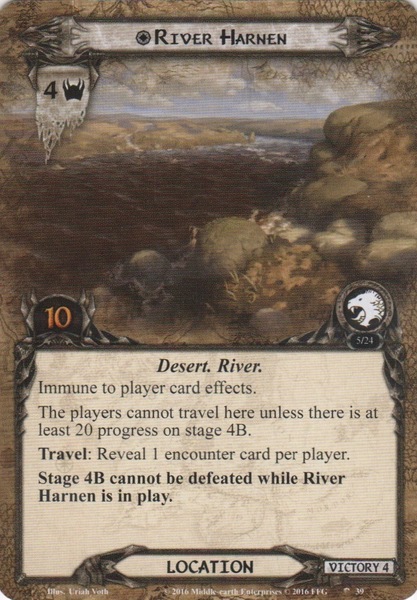 River Harnen
4
10
5/24
Desert. River.
Immune to player card effects.
The players cannot travel here unless there is at
least 20 progress on stage 4B.
Travel: Reveal 1 encounter card per player.
Stage 4B cannot be defeated while River
Harnen is in play.
LOCATION
VICTORY 4
Illus. Uriah Voth
© 2016 Middle-earth Enterprises © 2016 FFG
39